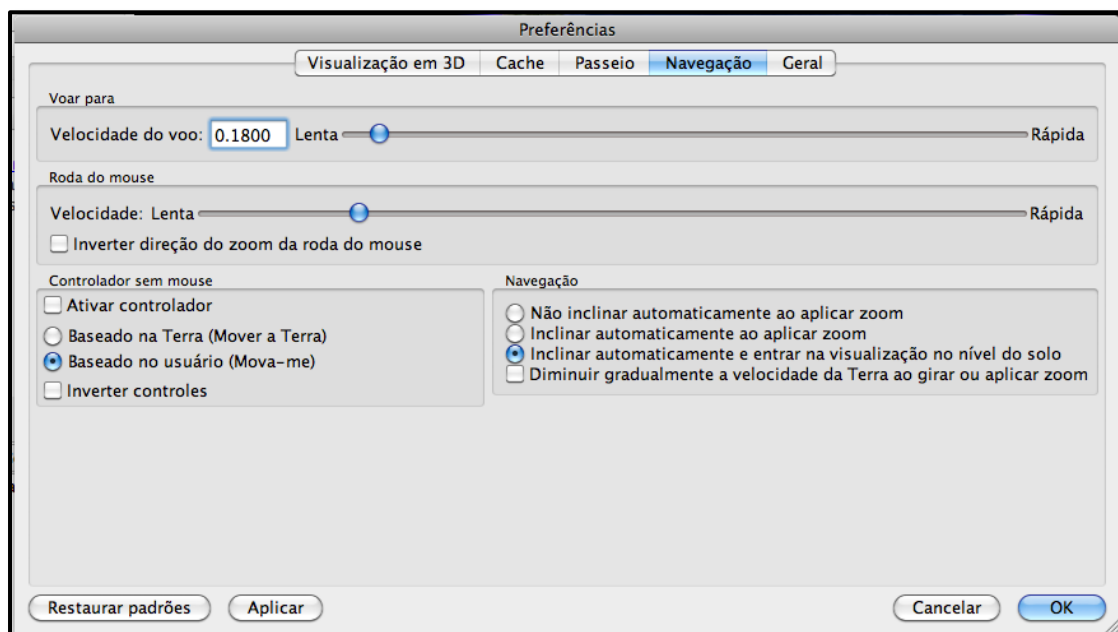 Preferências
Visualização em 3D Cache Passeio Navegação Geral
Voar para
Velocidade do voo: 0.1800 Lenta Rápida
Roda do mouse
Velocidade: Lenta Rápida
Inverter direção do zoom da roda do mouse
Controlador sem mouse
Ativar controlador
Baseado na Terra (Mover a Terra)
Baseado no usuário (Mova-me)
Inverter controles
Navegação
Não inclinar automaticamente ao aplicar zoom
Inclinar automaticamente ao aplicar zoom
Inclinar automaticamente e entrar na visualização no nível do solo
Diminuir gradualmente a velocidade da Terra ao girar ou aplicar zoom
Restaurar padrões Aplicar Cancelar OK